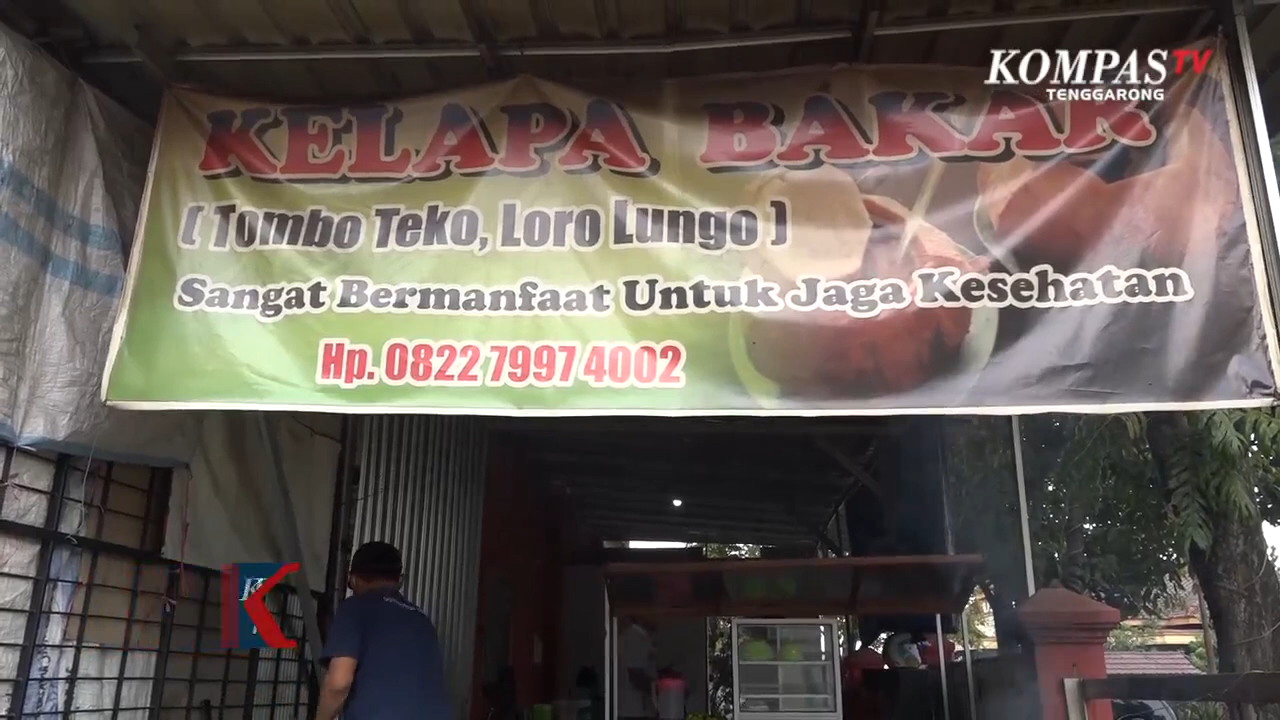 KOMPAS TV
TENGGARONG
KELAPA BAKAR
( Tombo Teko, Loro Lungo )
Sangat Bermanfaat Untuk Jaga Kesehatan
Hp. 0822 7997 4002
K